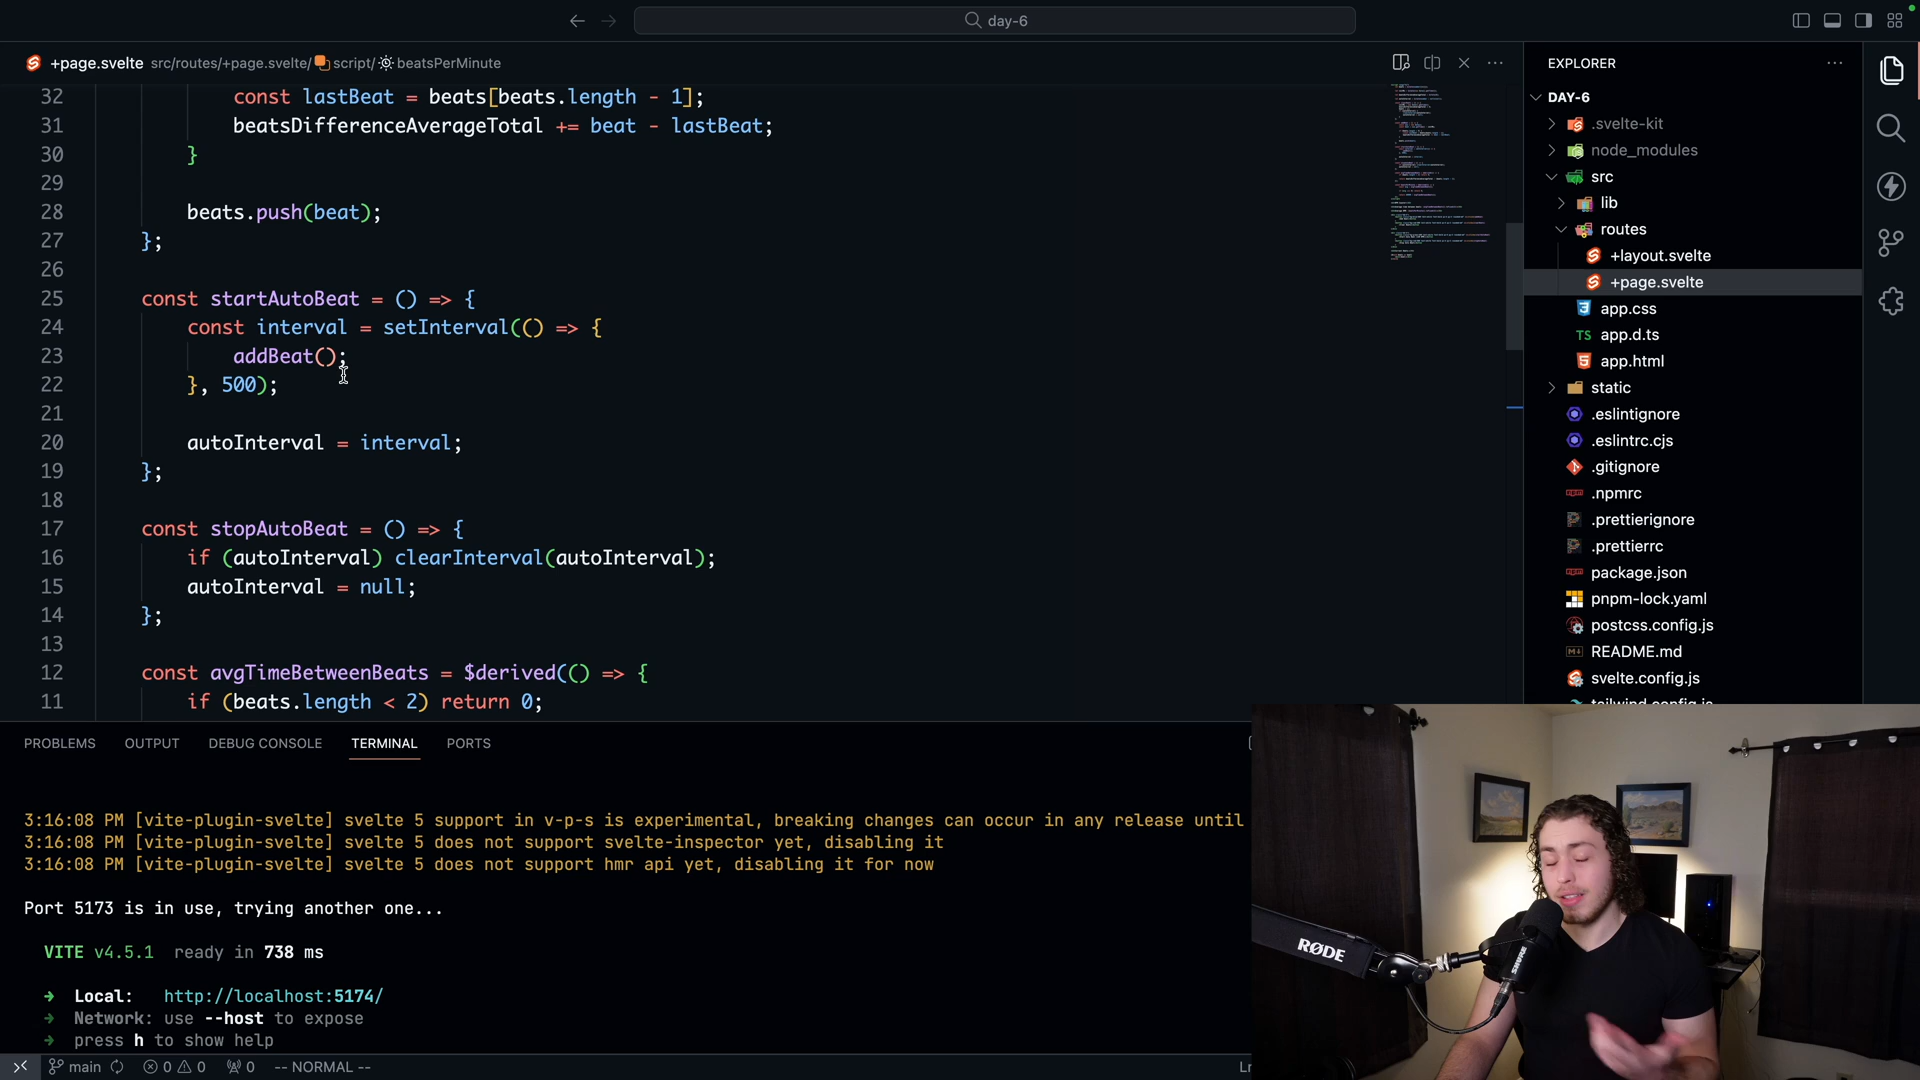 day-6
+page.svelte src/routes/+page.svelte/ script/ beatsPerMinute
32 const lastBeat = beats[beats.length - 1];
31 beatsDifferenceAverageTotal += beat - lastBeat;
30 }
29
28 beats.push(beat);
27 };
26
25 const startAutoBeat = () => {
24 const interval = setInterval(() => {
23 addBeat();
22 }, 500);
21
20 autoInterval = interval;
19 };
18
17 const stopAutoBeat = () => {
16 if (autoInterval) clearInterval(autoInterval);
15 autoInterval = null;
14 };
13
12 const avgTimeBetweenBeats = $derived(() => {
11 if (beats.length < 2) return 0;
EXPLORER
DAY-6
.svelte-kit
node_modules
src
lib
routes
+layout.svelte
+page.svelte
app.css
TS app.d.ts
app.html
static
.eslintignore
.eslintrc.cjs
.gitignore
.npmrc
.prettierignore
.prettierrc
package.json
pnpm-lock.yaml
postcss.config.js
README.md
svelte.config.js
tailwind.config.js
PROBLEMS OUTPUT DEBUG CONSOLE TERMINAL PORTS
3:16:08 PM [vite-plugin-svelte] svelte 5 support in v-p-s is experimental, breaking changes can occur in any release until
3:16:08 PM [vite-plugin-svelte] svelte 5 does not support svelte-inspector yet, disabling it
3:16:08 PM [vite-plugin-svelte] svelte 5 does not support hmr api yet, disabling it for now
Port 5173 is in use, trying another one...
VITE v4.5.1 ready in 738 ms
➜ Local: http://localhost:5174/
➜ Network: use --host to expose
➜ press h to show help
main 0 0 0 -- NORMAL --
RØDE
SHURE